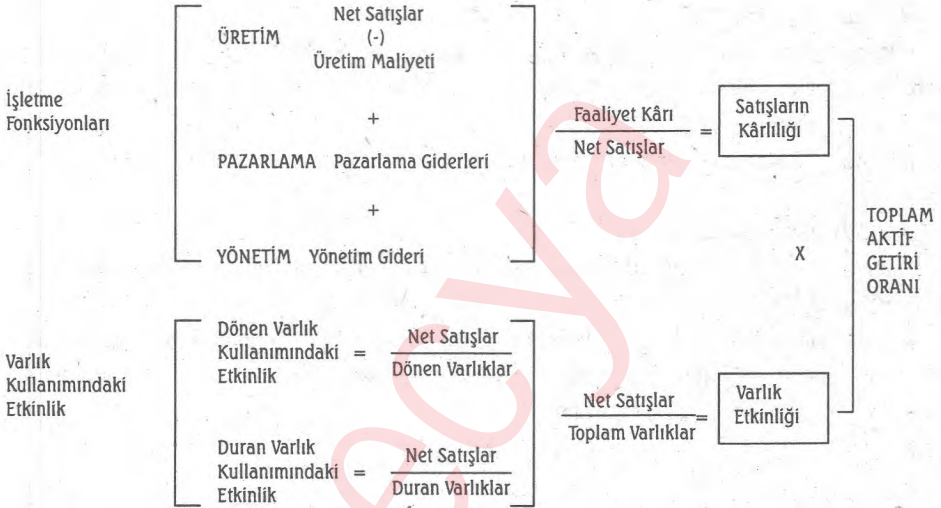 Net Satışlar
ÜRETİM (-)
Üretim Maliyeti
İşletme
Fonksiyonları
+
PAZARLAMA Pazarlama Giderleri
+
YÖNETİM Yönetim Gideri
Faaliyet Kârı
Net Satışlar
=
Satışların
Kârlılığı
X
TOPLAM
AKTİF
GETİRİ
ORANI
Varlık
Kullanımındaki
Etkinlik
Dönen Varlık
Kullanımındaki =
Etkinlik
Net Satışlar
Dönen Varlıklar
Duran Varlık
Kullanımındaki =
Etkinlik
Net Satışlar
Duran Varlıklar
Net Satışlar
Toplam Varlıklar
=
Varlık
Etkinliği
ecya